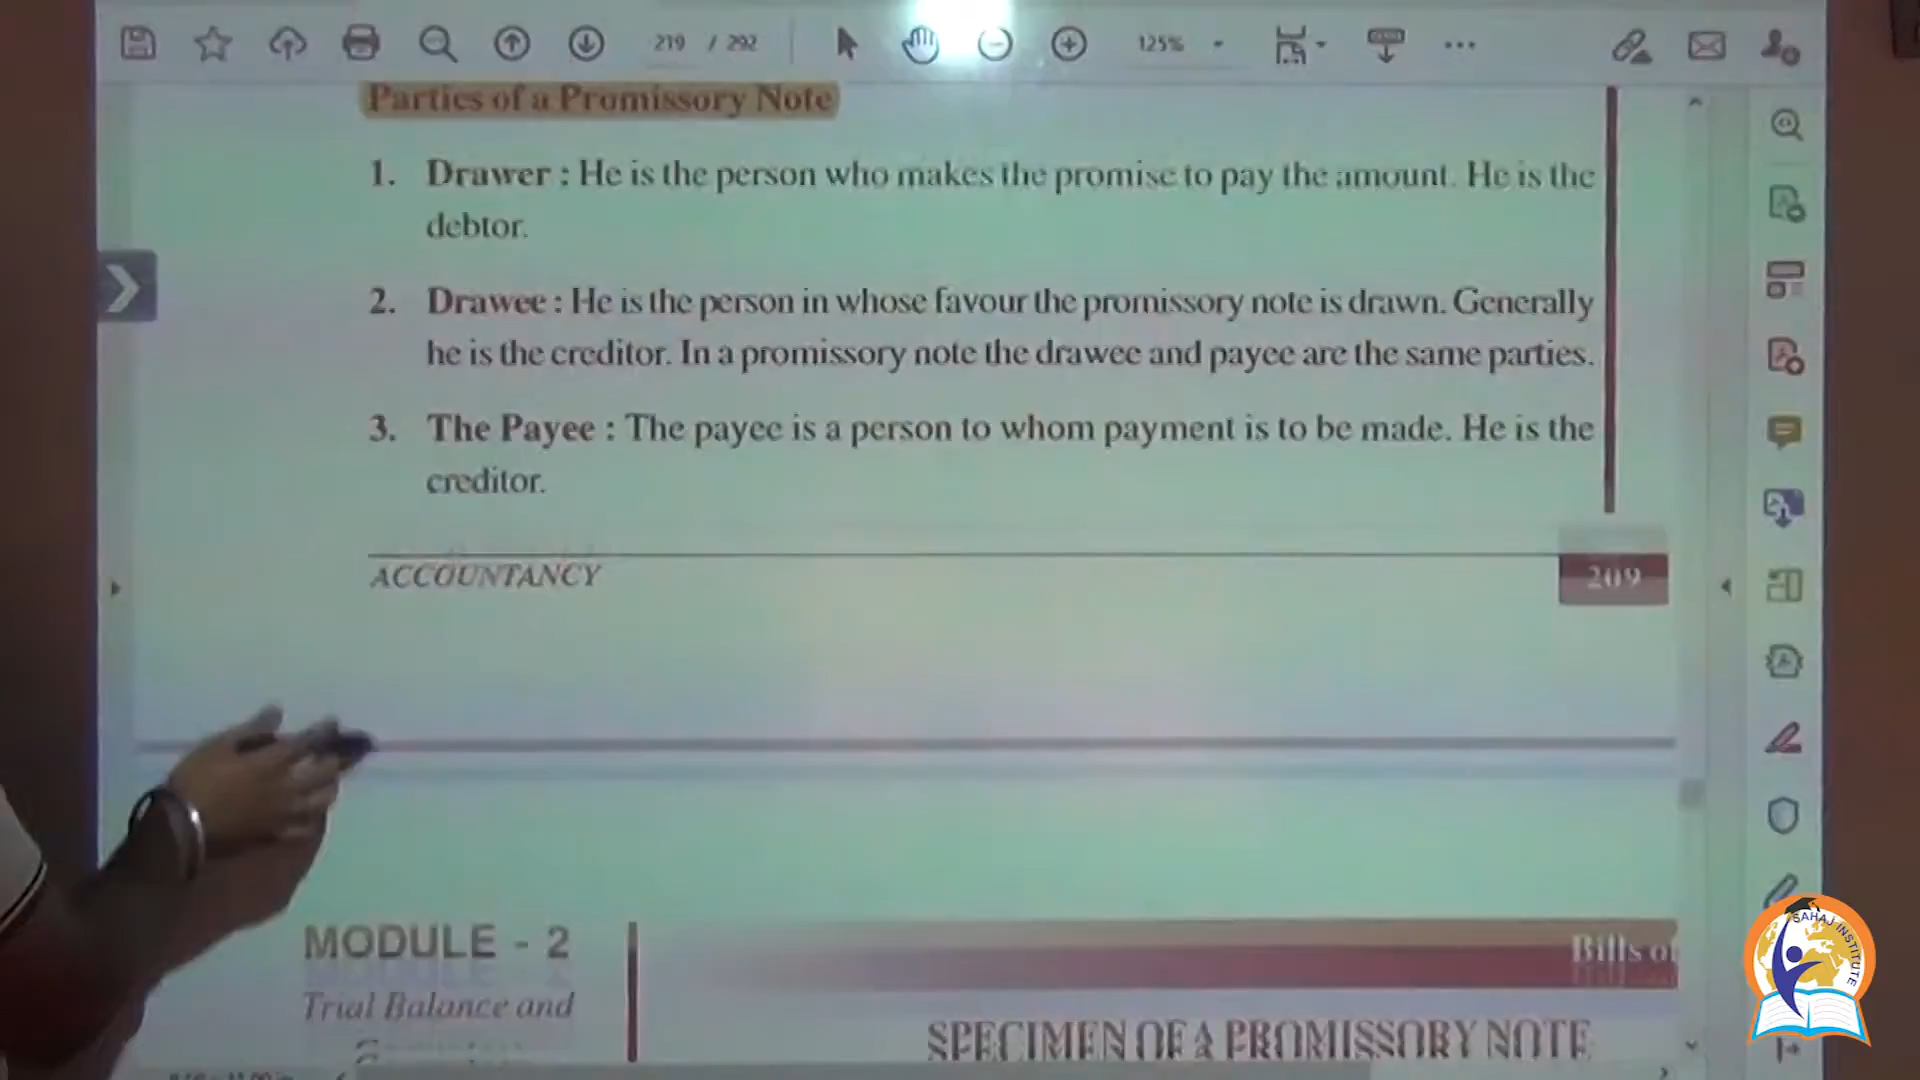 219 / 292
125%
Parties of a Promissory Note
1. Drawer : He is the person who makes the promise to pay the amount. He is the
debtor.
2. Drawee : He is the person in whose favour the promissory note is drawn. Generally
he is the creditor. In a promissory note the drawee and payee are the same parties.
3. The Payee : The payee is a person to whom payment is to be made. He is the
creditor.
ACCOUNTANCY
209
MODULE - 2
Bills of
Trial Balance and
SPECIMEN OF A PROMISSORY NOTE
SAHAJ INSTITUTE